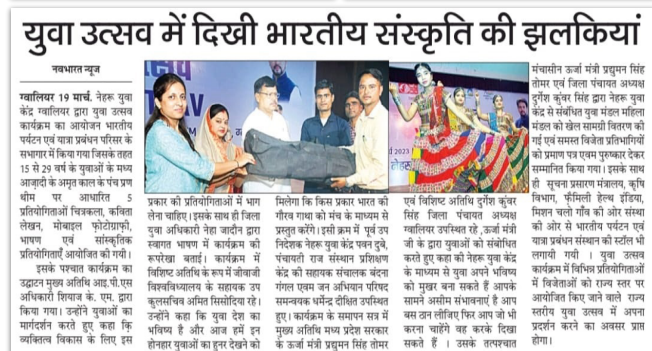 युवा उत्सव में दिखी भारतीय संस्कृति की झलकियां
नवभारत न्यूज
ग्वालियर 19 मार्च. नेहरू युवा
केंद्र ग्वालियर द्वारा युवा उत्सव
कार्यक्रम का आयोजन भारतीय
पर्यटन एवं यात्रा प्रबंधन परिसर के
सभागार में किया गया जिसके तहत
15 से 29 वर्ष के युवाओं के मध्य
आज़ादी के अमृत काल के पंच प्रण
थीम पर आधारित 5
प्रतियोगिताओं चित्रकला, कविता
लेखन, मोबाइल फोटोग्राफी,
भाषण एवं सांस्कृतिक
प्रतियोगिताएँ आयोजित की गयी।
इसके पश्चात कार्यक्रम का
उद्घाटन मुख्य अतिथि आइ.पी.एस
अधिकारी शियाज के. एम. द्वारा
किया गया। उन्होंने युवाओं का
मार्गदर्शन करते हुए कहा कि
व्यक्तित्व विकास के लिए इस
प्रकार की प्रतियोगिताओं में भाग
लेना चाहिए। इसके साथ ही जिला
युवा अधिकारी नेहा जादौन द्वारा
स्वागत भाषण में कार्यक्रम की
रूपरेखा बताई। कार्यक्रम में
विशिष्ट अतिथि के रूप में जीवाजी
विश्वविद्यालय के सहायक उप
कुलसचिव अमित सिसोदिया रहे।
उन्होंने कहा कि युवा देश का
भविष्य है और आज हमें इन
होनहार युवाओं का हुनर देखने को
मिलेगा कि किस प्रकार भारत की
गौरव गाथा को मंच के माध्यम से
प्रस्तुत करेंगे। इसी क्रम में पूर्व उप
निदेशक नेहरू युवा केंद्र पवन दुबे,
पंचायती राज संस्थान प्रशिक्षण
केंद्र की सहायक संचालक बंदना
गंगल एवम जन अभियान परिषद
समन्वयक धर्मेन्द्र दीक्षित उपस्थित
हुए। कार्यक्रम के समापन सत्र में
मुख्य अतिथि मध्य प्रदेश सरकार
के ऊर्जा मंत्री प्रद्युमन सिंह तोमर
एवं विशिष्ट अतिथि दुर्गेश कुंवर
सिंह जिला पंचायत अध्यक्ष
ग्वालियर उपस्थित रहे ,ऊर्जा मंत्री
जी के द्वारा युवाओं को संबोधित
करते हुए कहा की नेहरू युवा केंद्र
के माध्यम से युवा अपने भविष्य
को मुखर बना सकते हैं आपके
सामने असीम संभावनाएं है आप
बस ठान लीजिए फिर आप जो भी
करना चाहेंगे वह करके दिखा
सकते हैं । उसके तत्पश्चात
मंचासीन ऊर्जा मंत्री प्रद्युमन सिंह
तोमर एवं जिला पंचायत अध्यक्ष
दुर्गेश कुंवर सिंह द्वारा नेहरू युवा
केंद्र से संबंधित युवा मंडल महिला
मंडल को खेल सामग्री वितरण की
गई एवं समस्त विजेता प्रतिभागियों
को प्रमाण पत्र एवम पुरुष्कार देकर
सम्मानित किया गया। इसके साथ
ही सूचना प्रसारण मंत्रालय, कृषि
विभाग, फैमिली हेल्थ इंडिया,
मिशन चलो गाँव की ओर संस्था
की ओर से भारतीय पर्यटन एवं
यात्रा प्रबंधन संस्थान की स्टॉल भी
लगायी गयी । युवा उत्सव
कार्यक्रम में विभिन्न प्रतियोगिताओं
में विजेताओं को राज्य स्तर पर
आयोजित किए जाने वाले राज्य
स्तरीय युवा उत्सव में अपना
प्रदर्शन करने का अवसर प्राप्त
होगा।